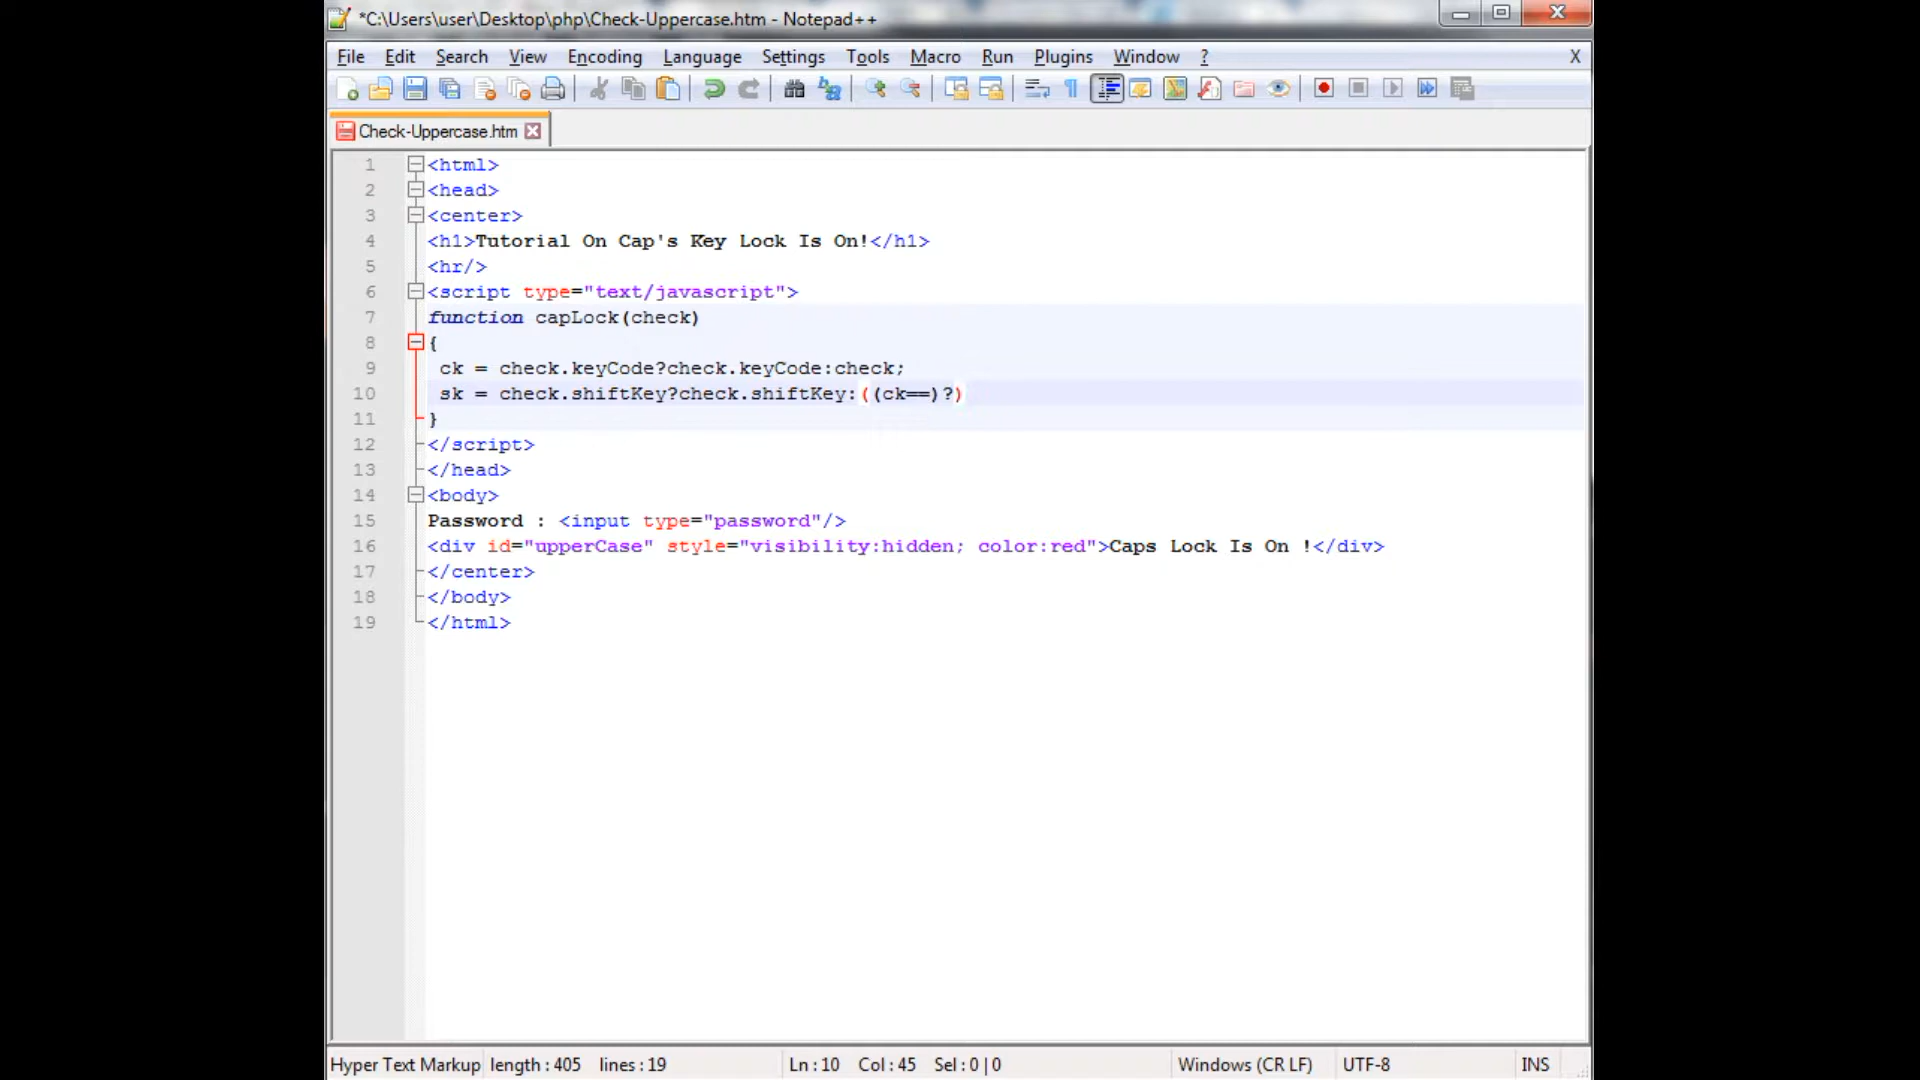 *C:\Users\user\Desktop\php\Check-Uppercase.htm - Notepad++
File Edit Search View Encoding Language Settings Tools Macro Run Plugins Window ? X
Check-Uppercase.htm
1 <html>
2 <head>
3 <center>
4 <h1>Tutorial On Cap's Key Lock Is On!</h1>
5 <hr/>
6 <script type="text/javascript">
7 function capLock(check)
8 {
9 ck = check.keyCode?check.keyCode:check;
10 sk = check.shiftKey?check.shiftKey:((ck==)?)
11 }
12 </script>
13 </head>
14 <body>
15 Password : <input type="password"/>
16 <div id="upperCase" style="visibility:hidden; color:red">Caps Lock Is On !</div>
17 </center>
18 </body>
19 </html>
Hyper Text Markup length : 405 lines : 19 Ln : 10 Col : 45 Sel : 0 | 0 Windows (CR LF) UTF-8 INS